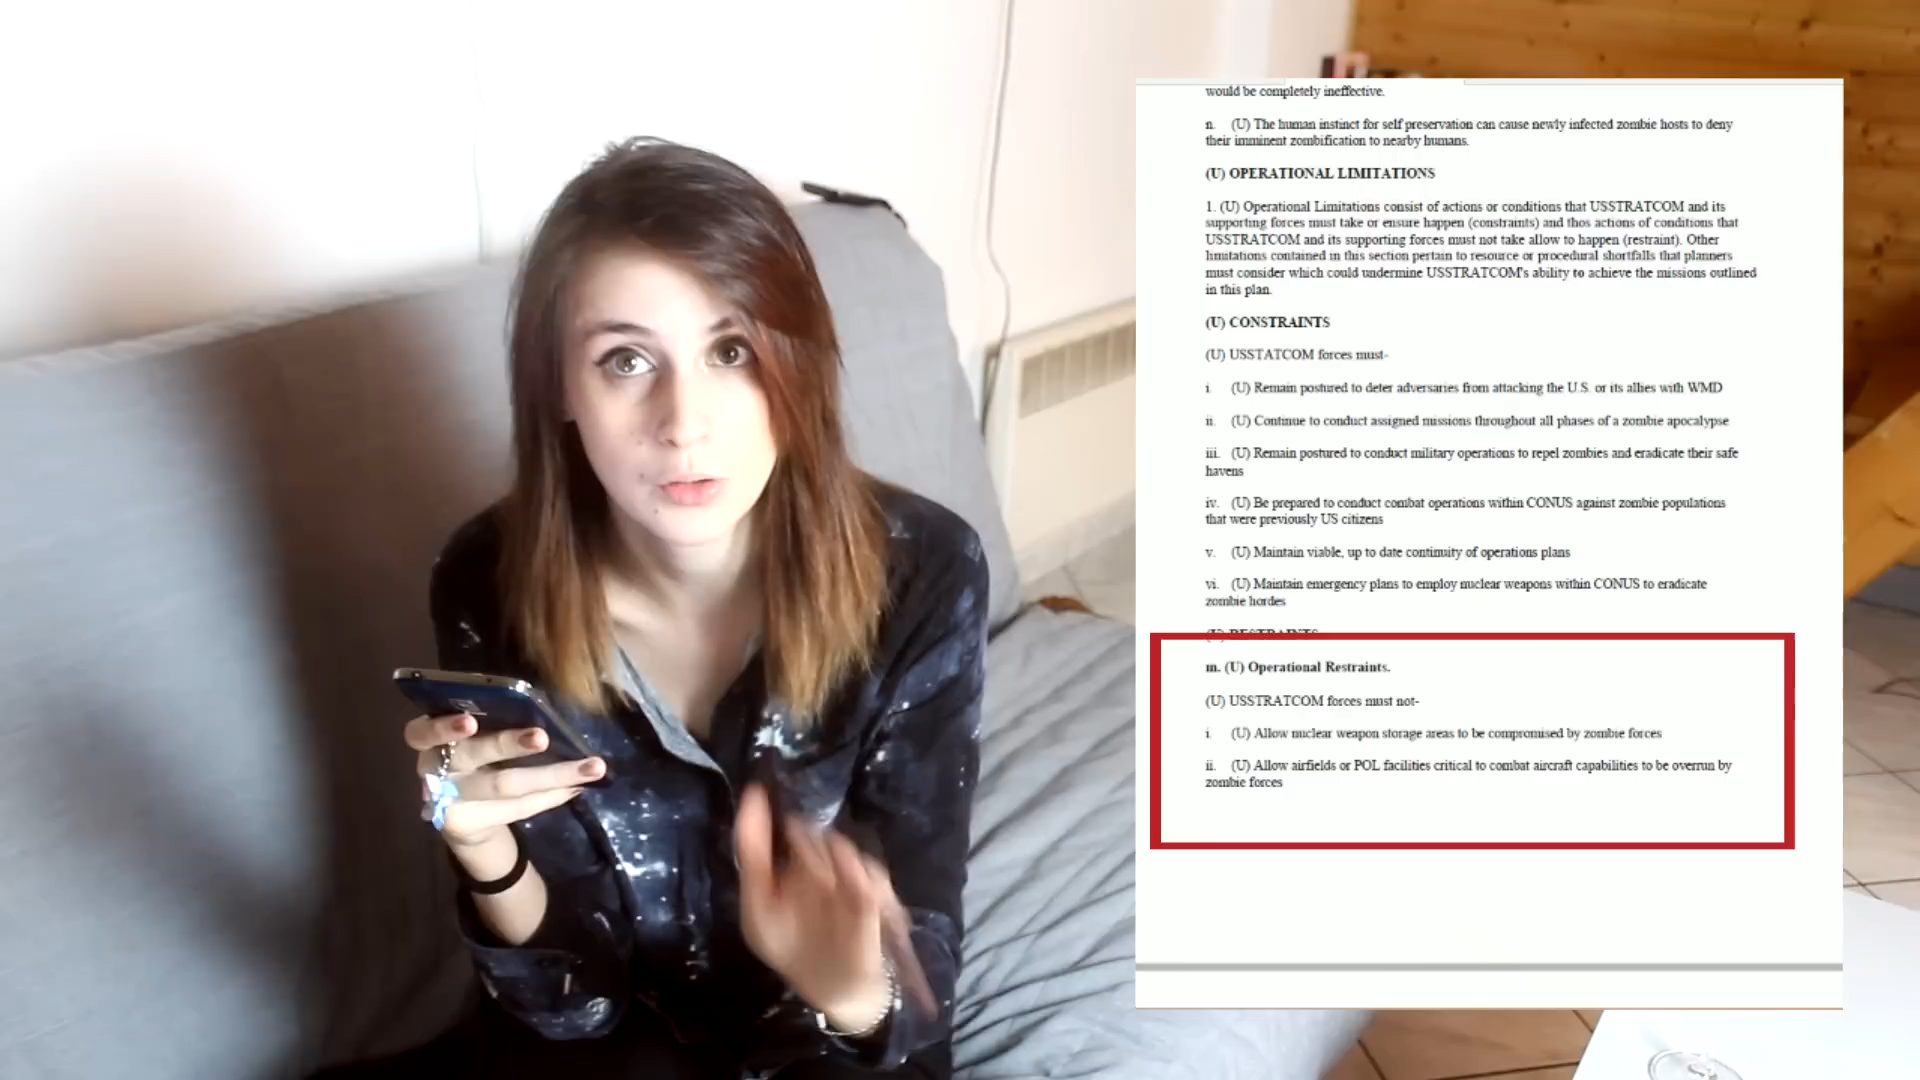 would be completely ineffective.
n. (U) The human instinct for self preservation can cause newly infected zombie hosts to deny
their imminent zombification to nearby humans.
(U) OPERATIONAL LIMITATIONS
1. (U) Operational Limitations consist of actions or conditions that USSTRATCOM and its
supporting forces must take or ensure happen (constraints) and thos actions of conditions that
USSTRATCOM and its supporting forces must not take allow to happen (restraint). Other
limitations contained in this section pertain to resource or procedural shortfalls that planners
must consider which could undermine USSTRATCOM's ability to achieve the missions outlined
in this plan.
(U) CONSTRAINTS
(U) USSTATCOM forces must-
i. (U) Remain postured to deter adversaries from attacking the U.S. or its allies with WMD
ii. (U) Continue to conduct assigned missions throughout all phases of a zombie apocalypse
iii. (U) Remain postured to conduct military operations to repel zombies and eradicate their safe
havens
iv. (U) Be prepared to conduct combat operations within CONUS against zombie populations
that were previously US citizens
v. (U) Maintain viable, up to date continuity of operations plans
vi. (U) Maintain emergency plans to employ nuclear weapons within CONUS to eradicate
zombie hordes
(U) RESTRAINTS
m. (U) Operational Restraints.
(U) USSTRATCOM forces must not-
i. (U) Allow nuclear weapon storage areas to be compromised by zombie forces
ii. (U) Allow airfields or POL facilities critical to combat aircraft capabilities to be overrun by
zombie forces